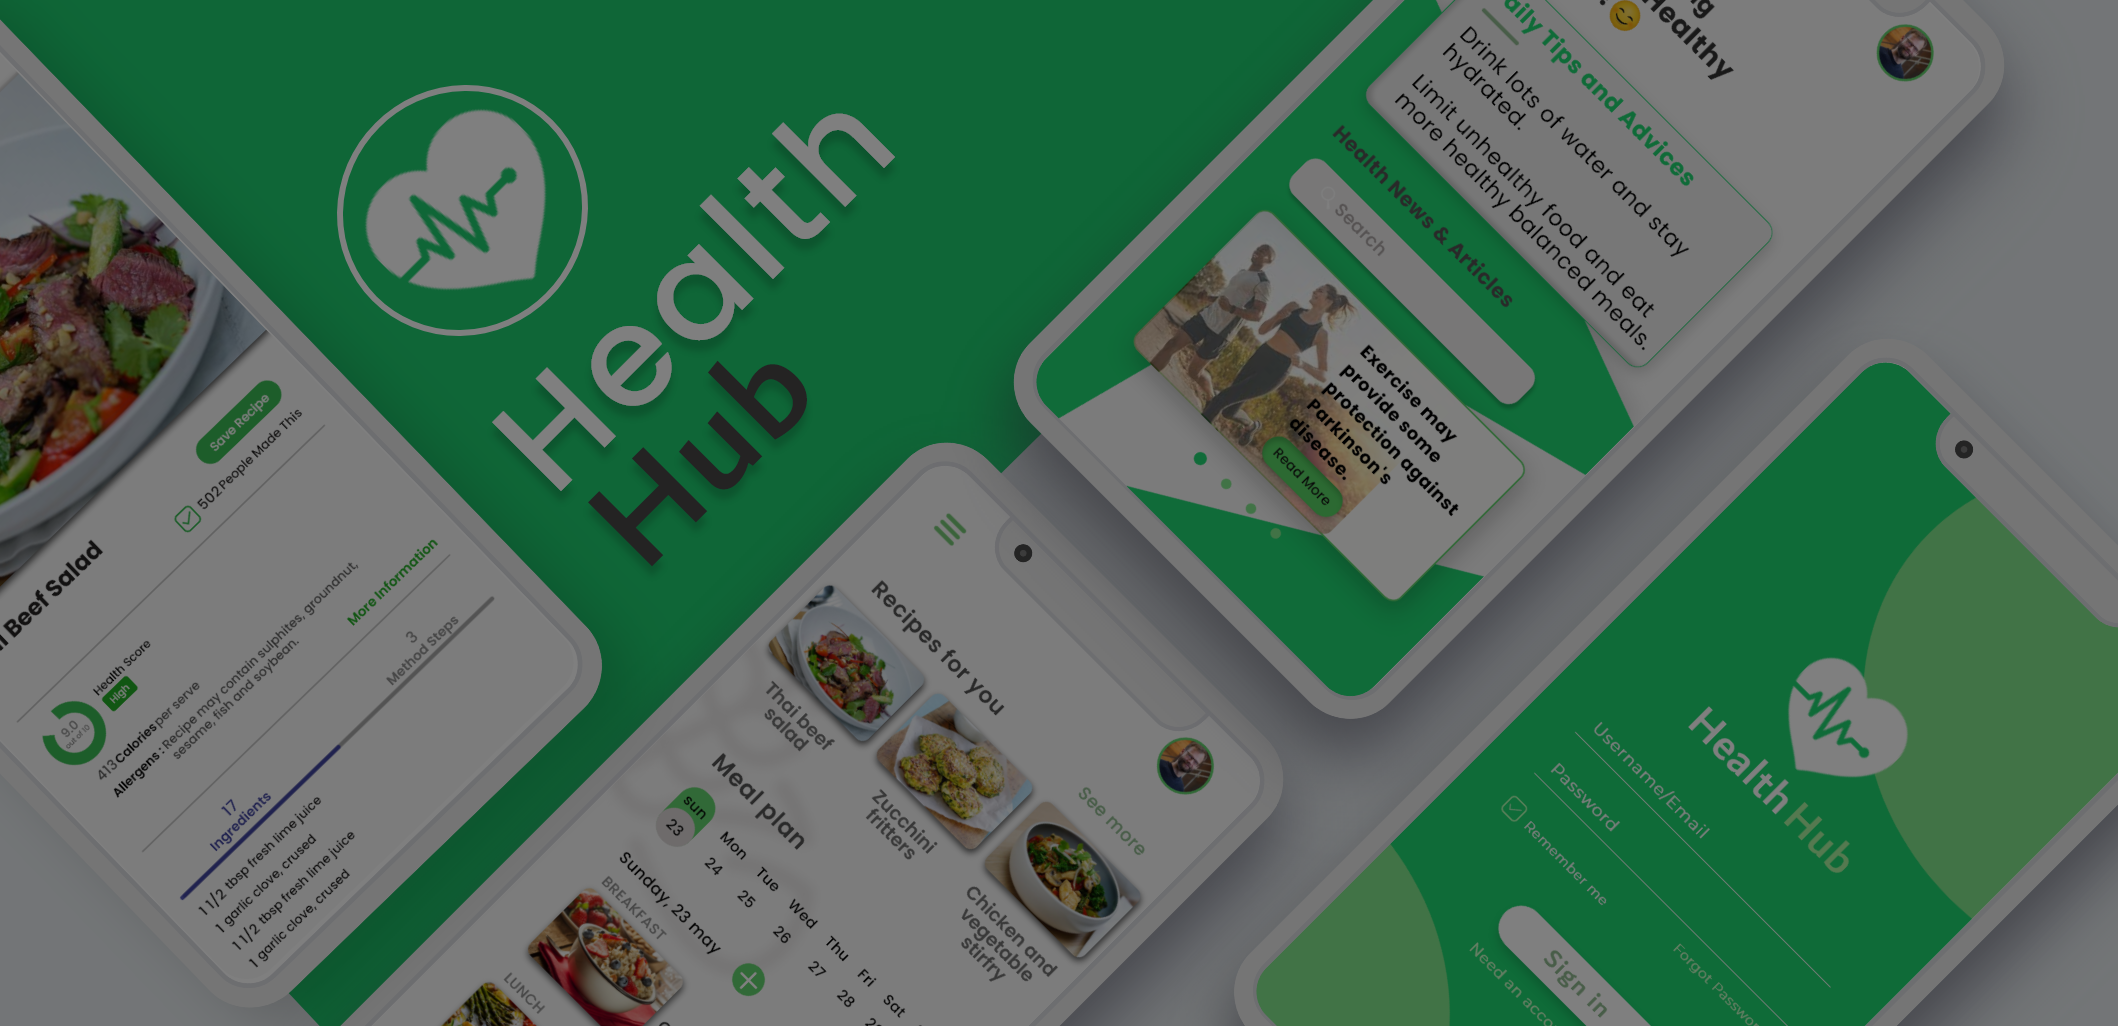 Health
Hub
Save Recipe
502 People Made This
Beef Salad
Health Score
High
9.0
out of 10
413 Calories per serve
Allergens : Recipe may contain sulphites, groundnut,
sesame, fish and soybean.
More Information
17
Ingredients
3
Method Steps
1 1/2 tbsp fresh lime juice
1 garlic clove, crused
1 1/2 tbsp fresh lime juice
1 garlic clove, crused
Recipes for you
Thai beef
salad
Zucchini
fritters
Chicken and
vegetable
stirfry
See more
Meal plan
sun
Mon
Tue
Wed
Thu
Fri
Sat
23
24
25
26
27
28
Sunday, 23 may
BREAKFAST
LUNCH
Healthy
Tips and Advices
Drink lots of water and stay
hydrated.
Limit unhealthy food and eat
more healthy balanced meals.
Health News & Articles
Search
Exercise may
provide some
protection against
Parkinson's
disease.
Read More
HealthHub
Username/Email
Password
Remember me
Forgot Passwor
Sign in
Need an acco